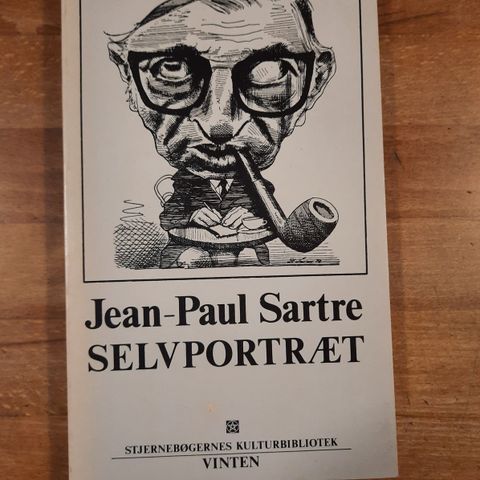 Jean-Paul Sartre
SELVPORTRÆT
STJERNEBØGERNES KULTURBIBLIOTEK
VINTEN